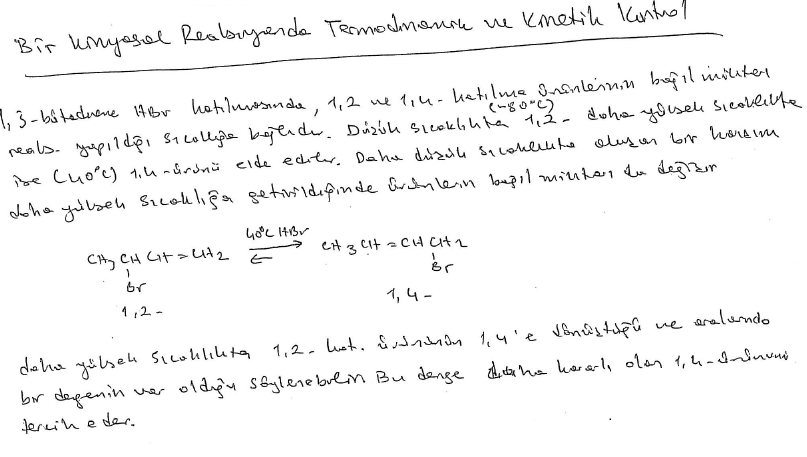 Bir Kimyasal Reaksiyonda Termodinamik ve Kinetik Kontrol
1,3-bütadiene HBr katılmasında, 1,2 ve 1,4- katılma ürünlerinin bağıl miktarı
reaks. yapıldığı sıcaklığa bağlıdır. Düşük sıcaklıkta (-80°C) 1,2- daha yüksek sıcaklıkta
ise (40°C) 1,4-ürünü elde edilir. Daha düşük sıcaklıkta oluşan bir karışım
daha yüksek sıcaklığa getirildiğinde ürünlerin bağıl miktarı da değişir
CH3 CH CH = CH2 40°C HBr CH3 CH = CH CH2
Br Br
1,2- 1,4-
daha yüksek sıcaklıkta 1,2- kat. ürününün 1,4'e dönüştüğü ve aralarında
bir dengenin var olduğu söylenebilir. Bu denge daha kararlı olan 1,4-ürününü
tercih eder.